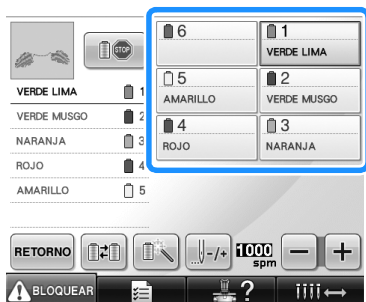 STOP
VERDE LIMA 1
VERDE MUSGO 2
NARANJA 3
ROJO 4
AMARILLO 5
6
1
VERDE LIMA
5
AMARILLO
2
VERDE MUSGO
4
ROJO
3
NARANJA
RETORNO
-/+
1000
spm
- +
BLOQUEAR
?